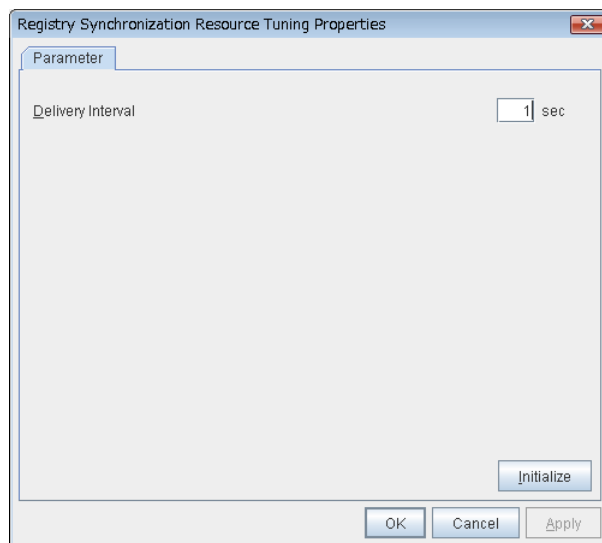 Registry Synchronization Resource Tuning Properties
Parameter
Delivery Interval 1 sec
Initialize
OK Cancel Apply